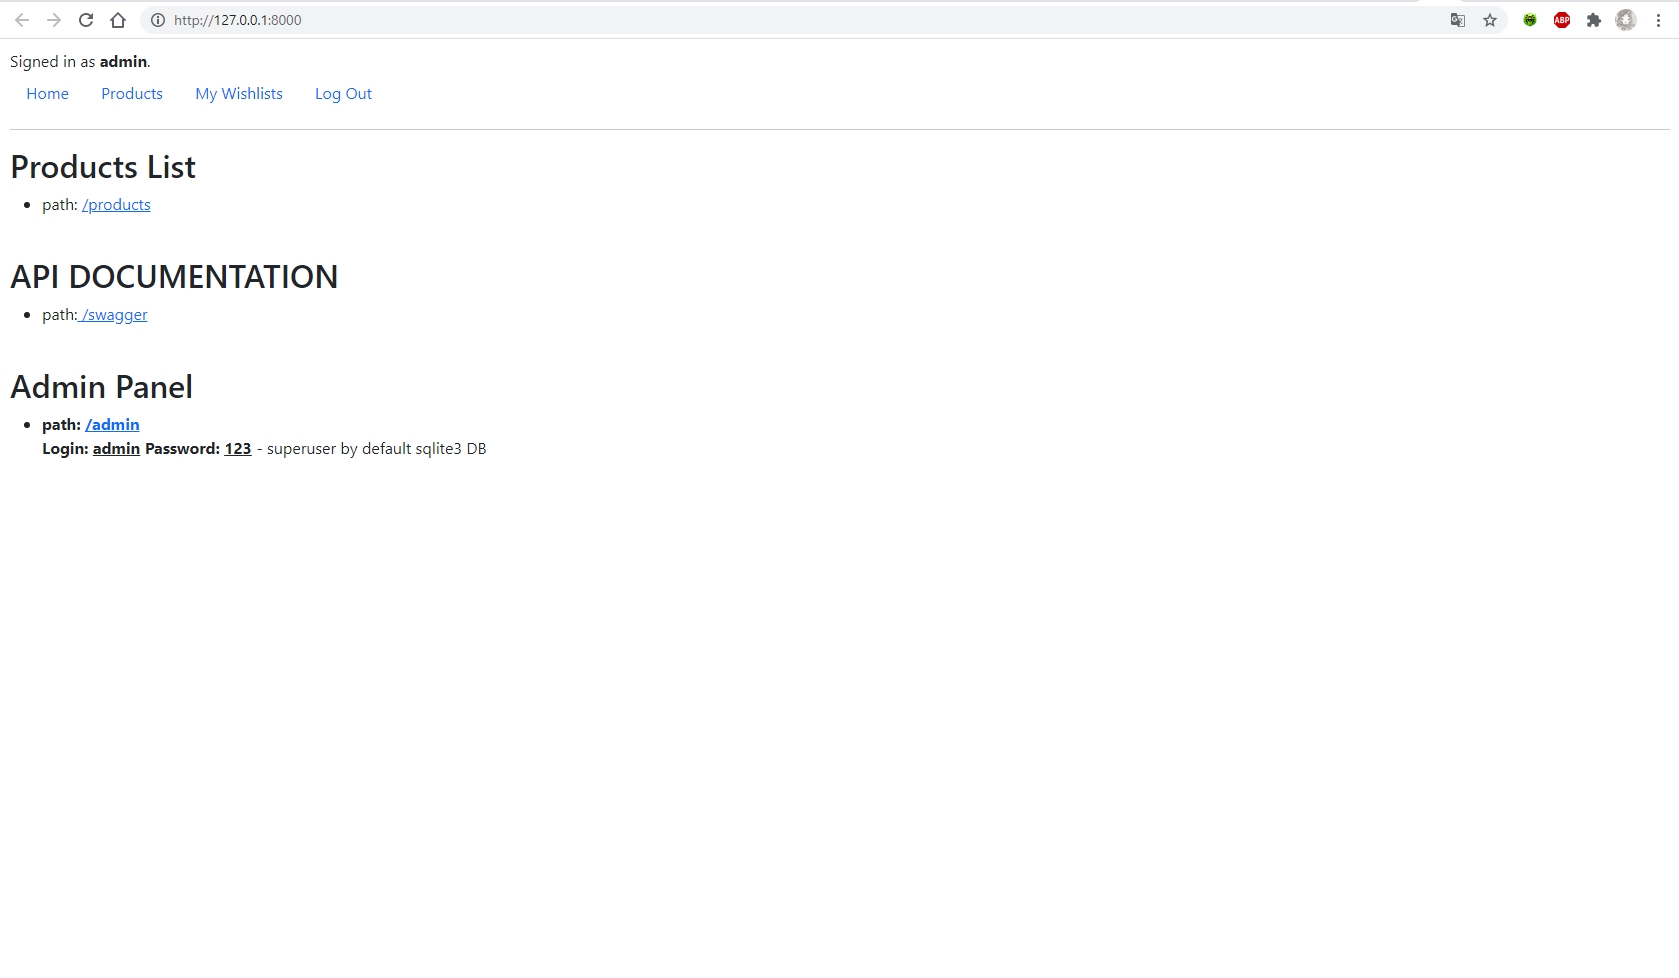 http://127.0.0.1:8000
ABP
Signed in as admin.
Home Products My Wishlists Log Out
Products List
path: /products
API DOCUMENTATION
path: /swagger
Admin Panel
path: /admin
Login: admin Password: 123 - superuser by default sqlite3 DB